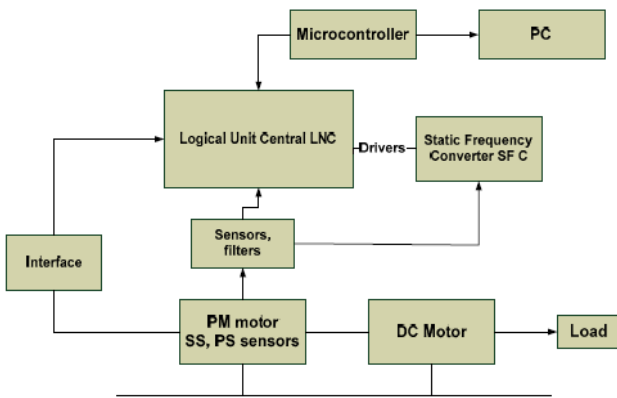 Microcontroller
PC
Logical Unit Central LNC
Drivers
Static Frequency
Converter SF C
Sensors,
filters
Interface
PM motor
SS, PS sensors
DC Motor
Load